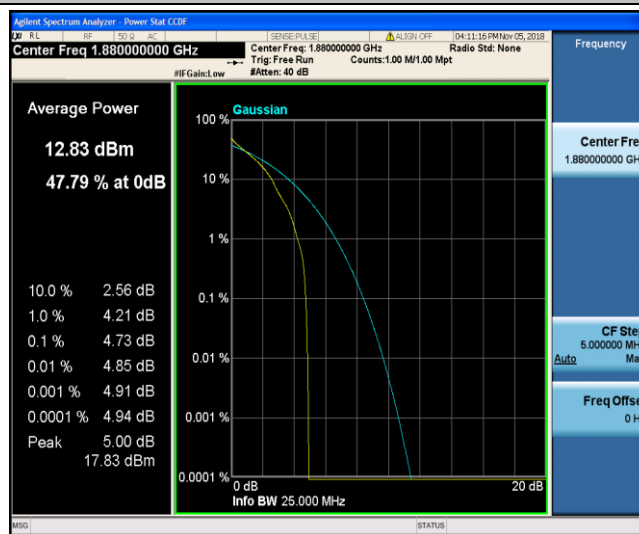 Agilent Spectrum Analyzer - Power Stat CCDF
RL RF 50 Ω AC SENSE:PULSE ALIGN OFF 04:11:16 PM Nov 05, 2018
Center Freq 1.880000000 GHz
Center Freq: 1.880000000 GHz Radio Std: None
Trig: Free Run Counts:1.00 M/1.00 Mpt
#IFGain:Low #Atten: 40 dB
Frequency
Average Power
12.83 dBm
47.79 % at 0dB
10.0 % 2.56 dB
1.0 % 4.21 dB
0.1 % 4.73 dB
0.01 % 4.85 dB
0.001 % 4.91 dB
0.0001 % 4.94 dB
Peak 5.00 dB
17.83 dBm
Gaussian
100 %
10 %
1 %
0.1 %
0.01 %
0.001 %
0.0001 %
0 dB 20 dB
Info BW 25.000 MHz
Center Fre
1.880000000 GH
CF Ste
5.000000 MH
Auto Ma
Freq Offse
0 H
MSG STATUS